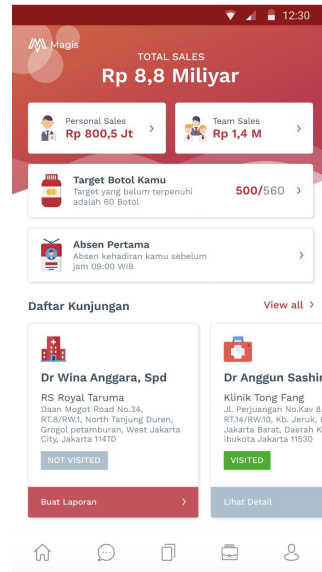 12:30
Magis
TOTAL SALES
Rp 8,8 Miliyar
Personal Sales
Rp 800,5 Jt
Team Sales
Rp 1,4 M
Target Botol Kamu
Target yang belum terpenuhi
adalah 60 Botol
500/560
Absen Pertama
Absen kehadiran kamu sebelum
jam 09:00 WIB
Daftar Kunjungan
View all
Dr Wina Anggara, Spd
RS Royal Taruma
Daan Mogot Road No.34,
RT.8/RW.1, North Tanjung Duren,
Grogol petamburan, West Jakarta
City, Jakarta 11470
NOT VISITED
Buat Laporan
Dr Anggun Sashir
Klinik Tong Fang
Jl. Perjuangan No.Kav 8,
RT.14/RW.10, Kb. Jeruk,
Jakarta Barat, Daerah
Ibukota Jakarta 11530
VISITED
Lihat Detail